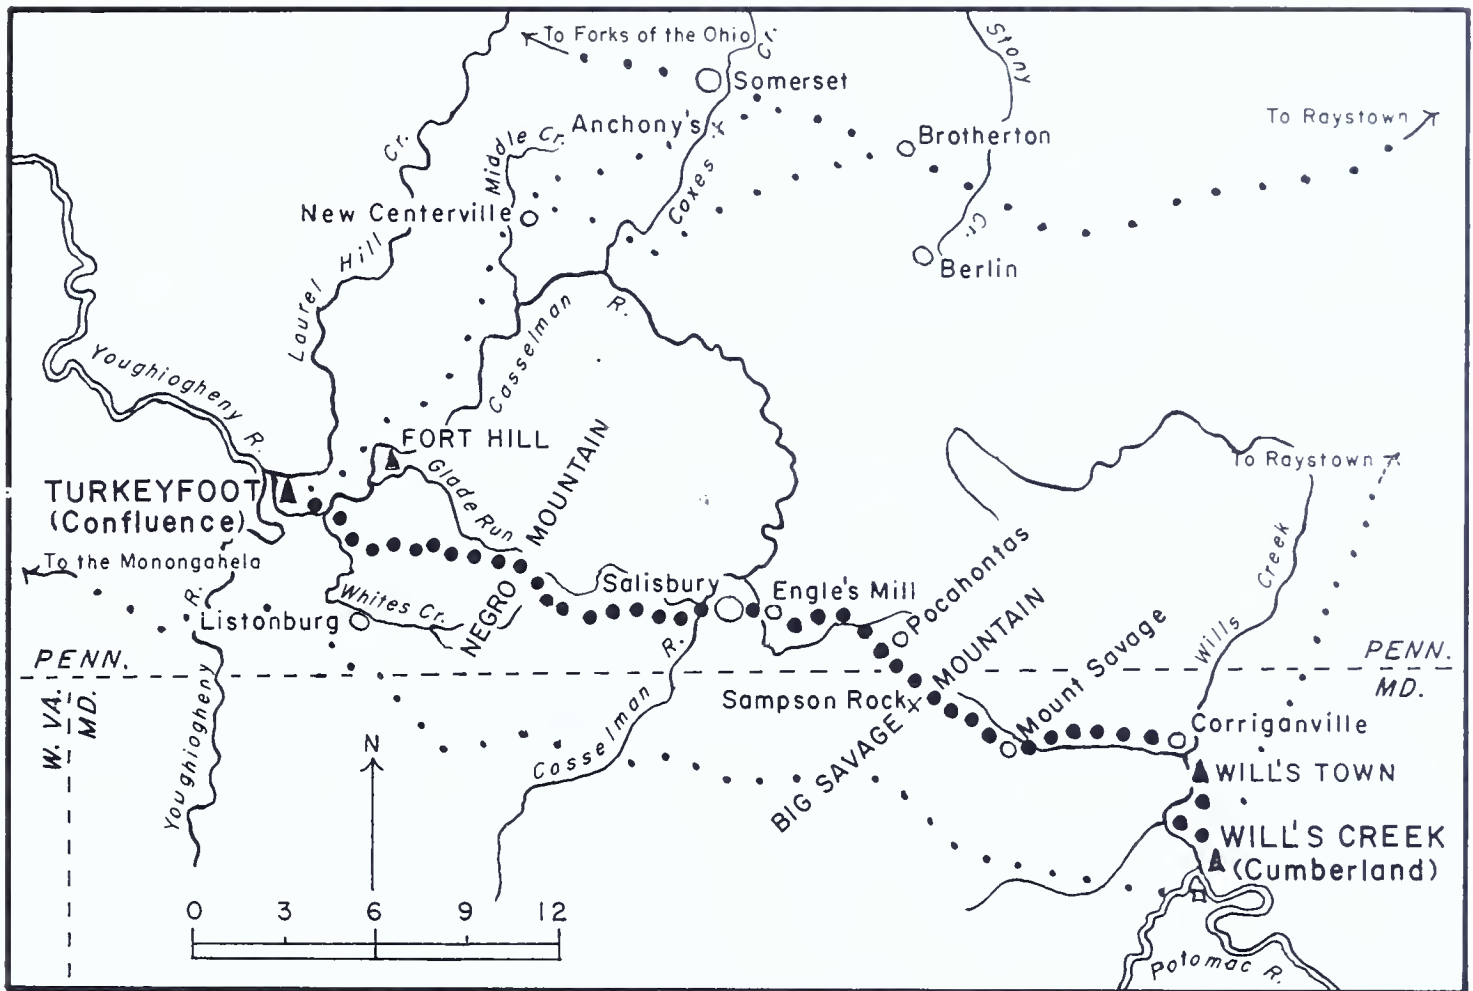 To Forks of the Ohio
Cr.
Stony
Somerset
To Raystown
Anchony's x
Brotherton
Middle Cr.
Cr.
Coxes
New Centerville
Cr.
Laurel Hill
Berlin
Casselman R.
Youghiogheny R.
FORT HILL
To Raystown
Glade Run
TURKEYFOOT
(Confluence)
NEGRO MOUNTAIN
To the Monongahela
Salisbury
Engle's Mill
Pocahontas
Wills Creek
Whites Cr.
Listonburg
R.
PENN.
PENN.
MD.
W. VA.
MD.
Youghiogheny
Sampson Rock x
BIG SAVAGE MOUNTAIN
Mount Savage
Corriganville
Casselman R.
N
WILL'S TOWN
WILL'S CREEK
(Cumberland)
0 3 6 9 12
Potomac R.